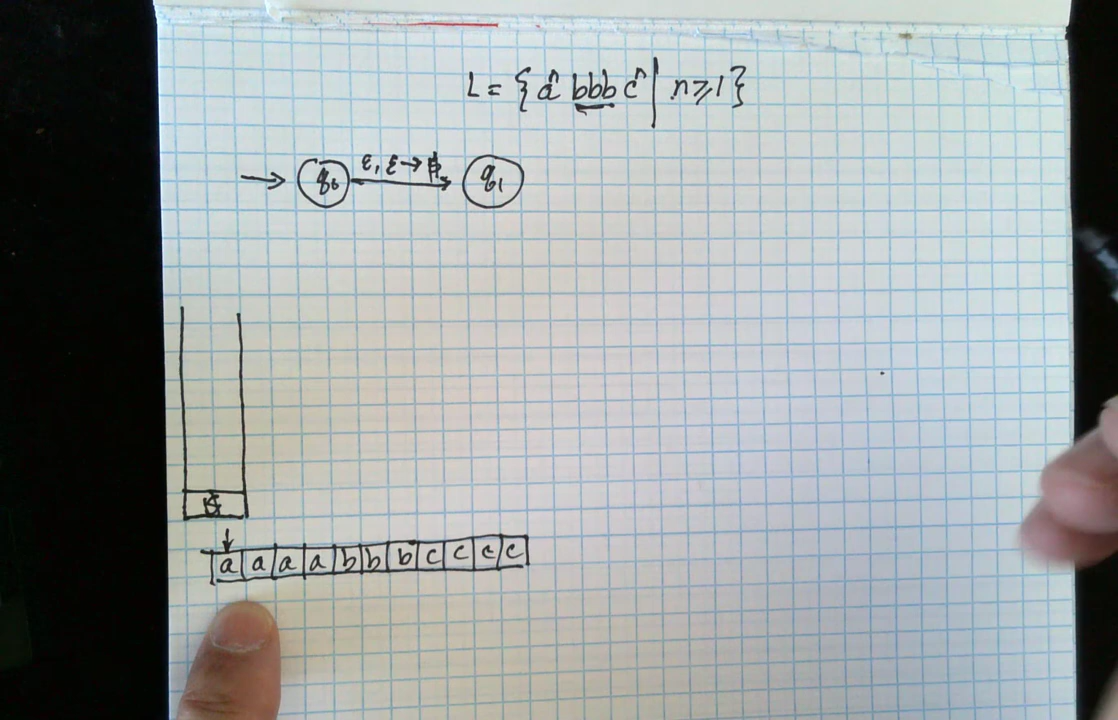 L = { aⁿ bbb cⁿ | n ≥ 1 }
q₀ ε, ε → $ q₁
$
a a a a b b b c c c c